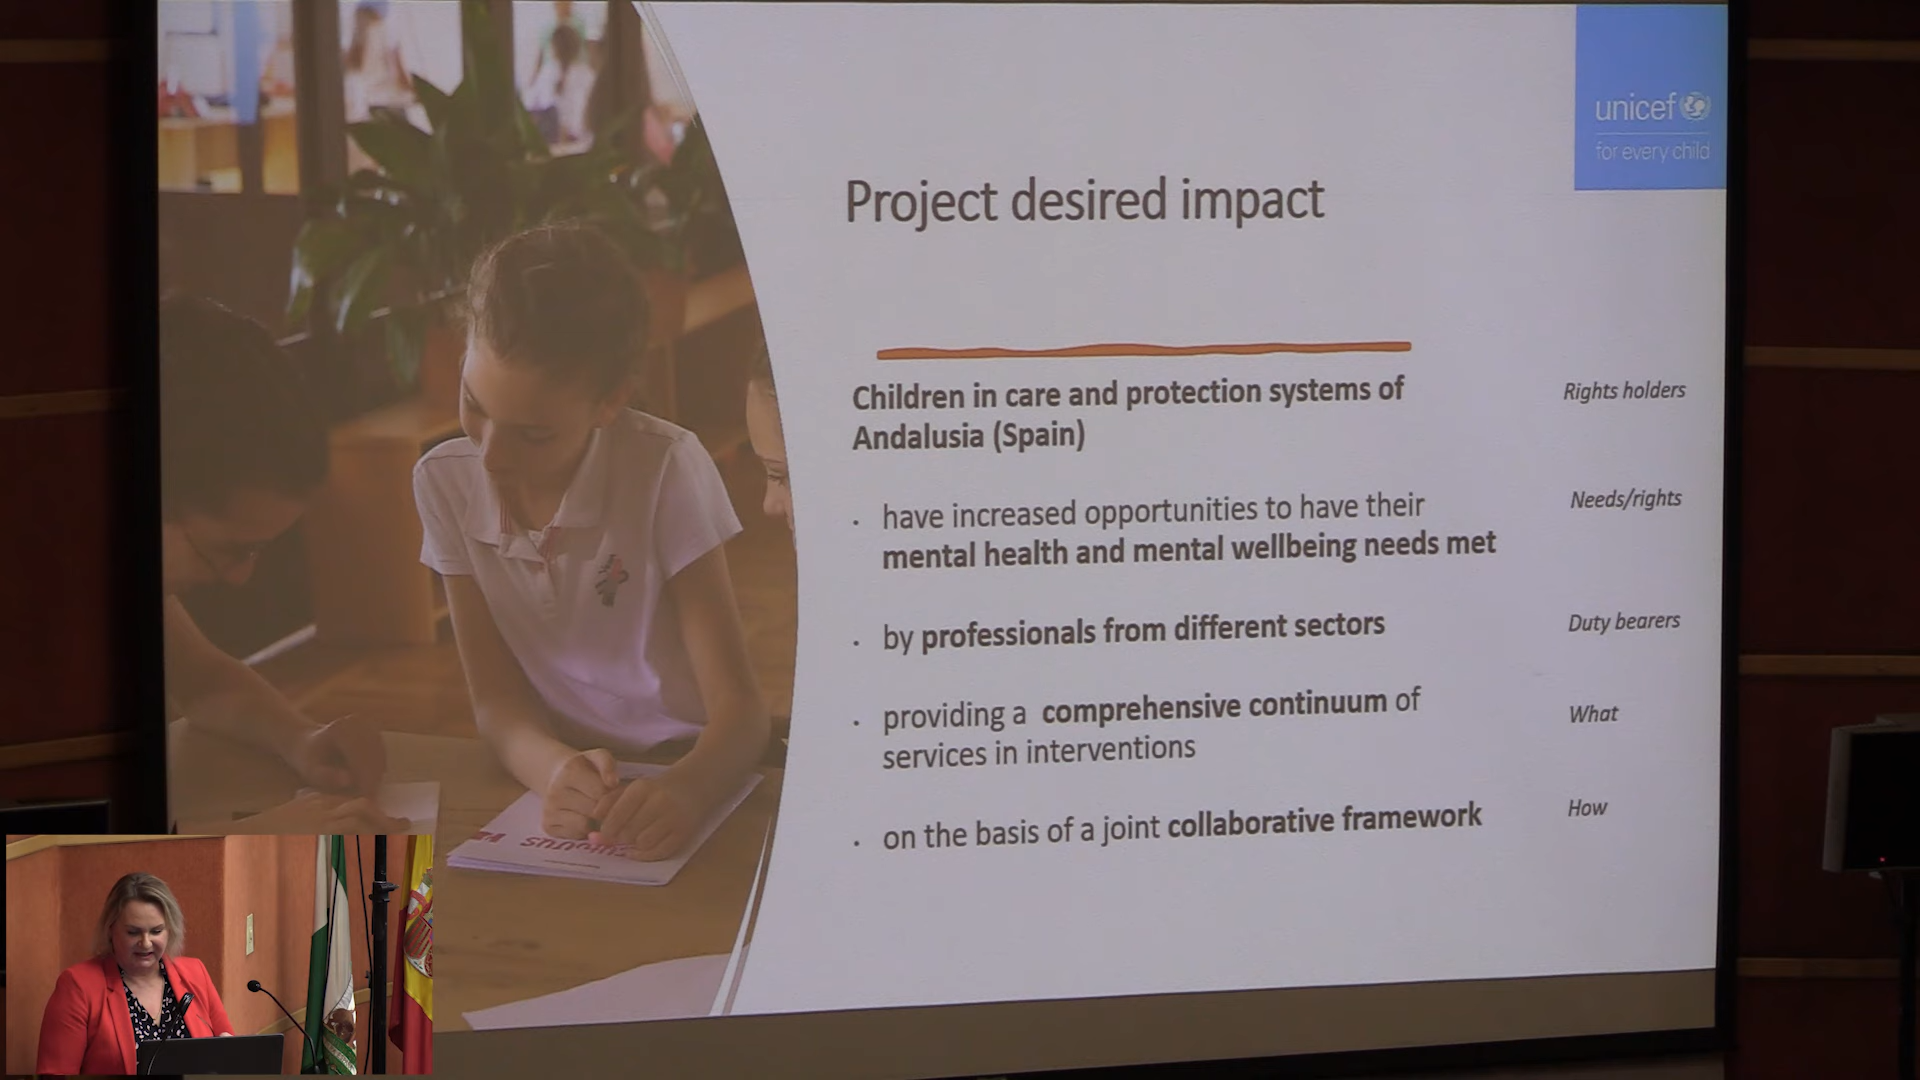 unicef
for every child
Project desired impact
Children in care and protection systems of
Andalusia (Spain)
Rights holders
· have increased opportunities to have their
mental health and mental wellbeing needs met
Needs/rights
· by professionals from different sectors
Duty bearers
· providing a comprehensive continuum of
services in interventions
What
· on the basis of a joint collaborative framework
How